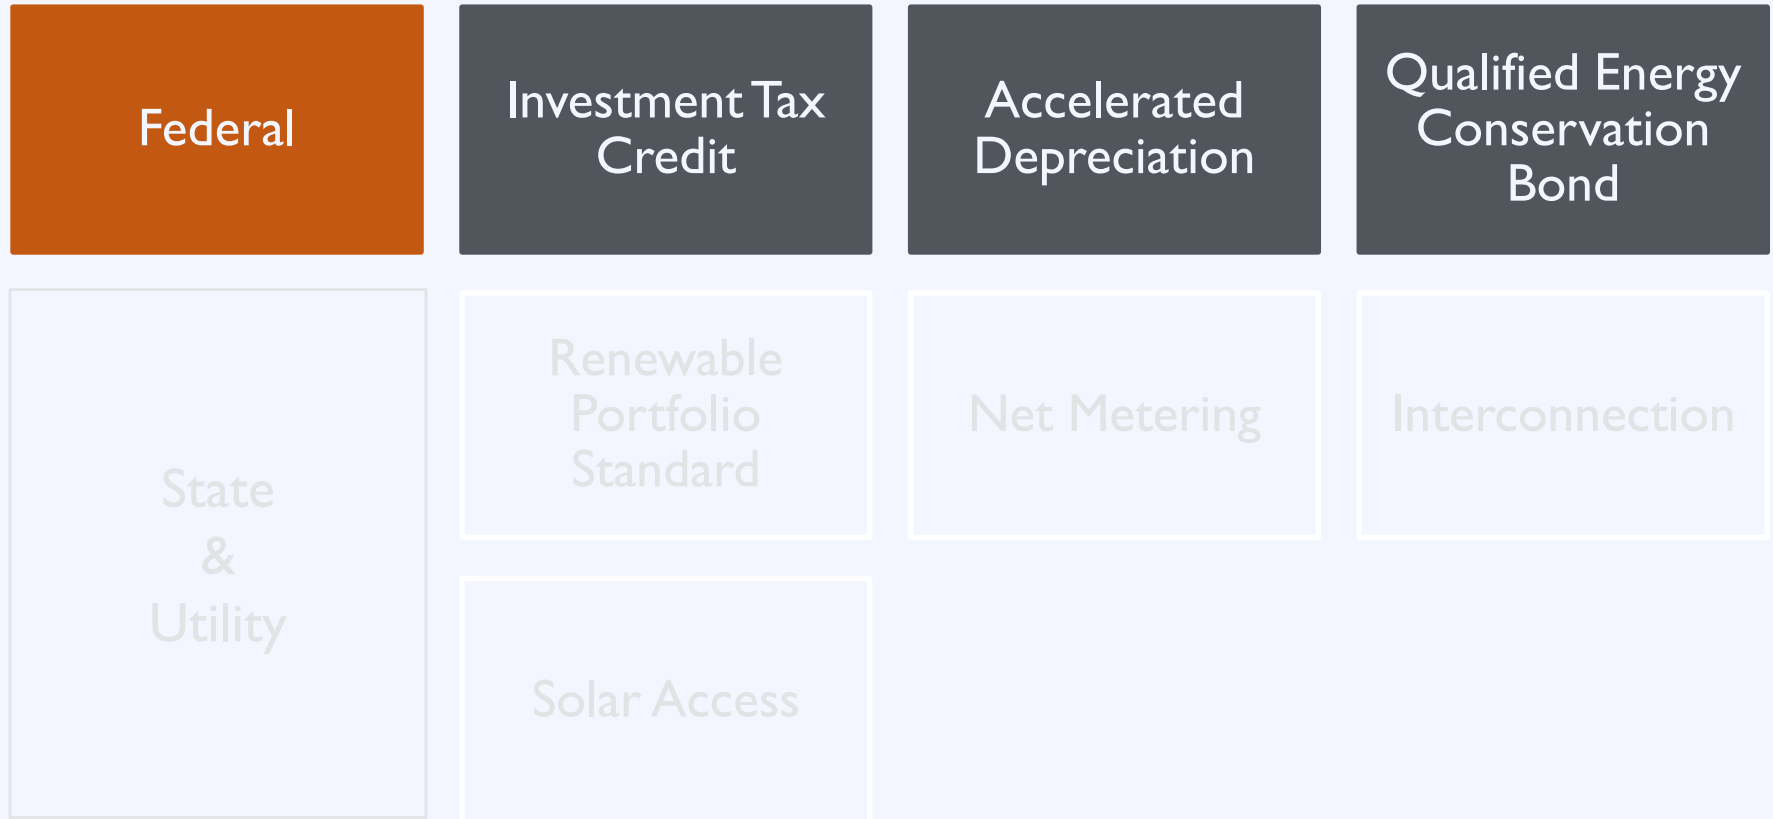 Federal
Investment Tax
Credit
Accelerated
Depreciation
Qualified Energy
Conservation
Bond
State
&
Utility
Renewable
Portfolio
Standard
Net Metering
Interconnection
Solar Access